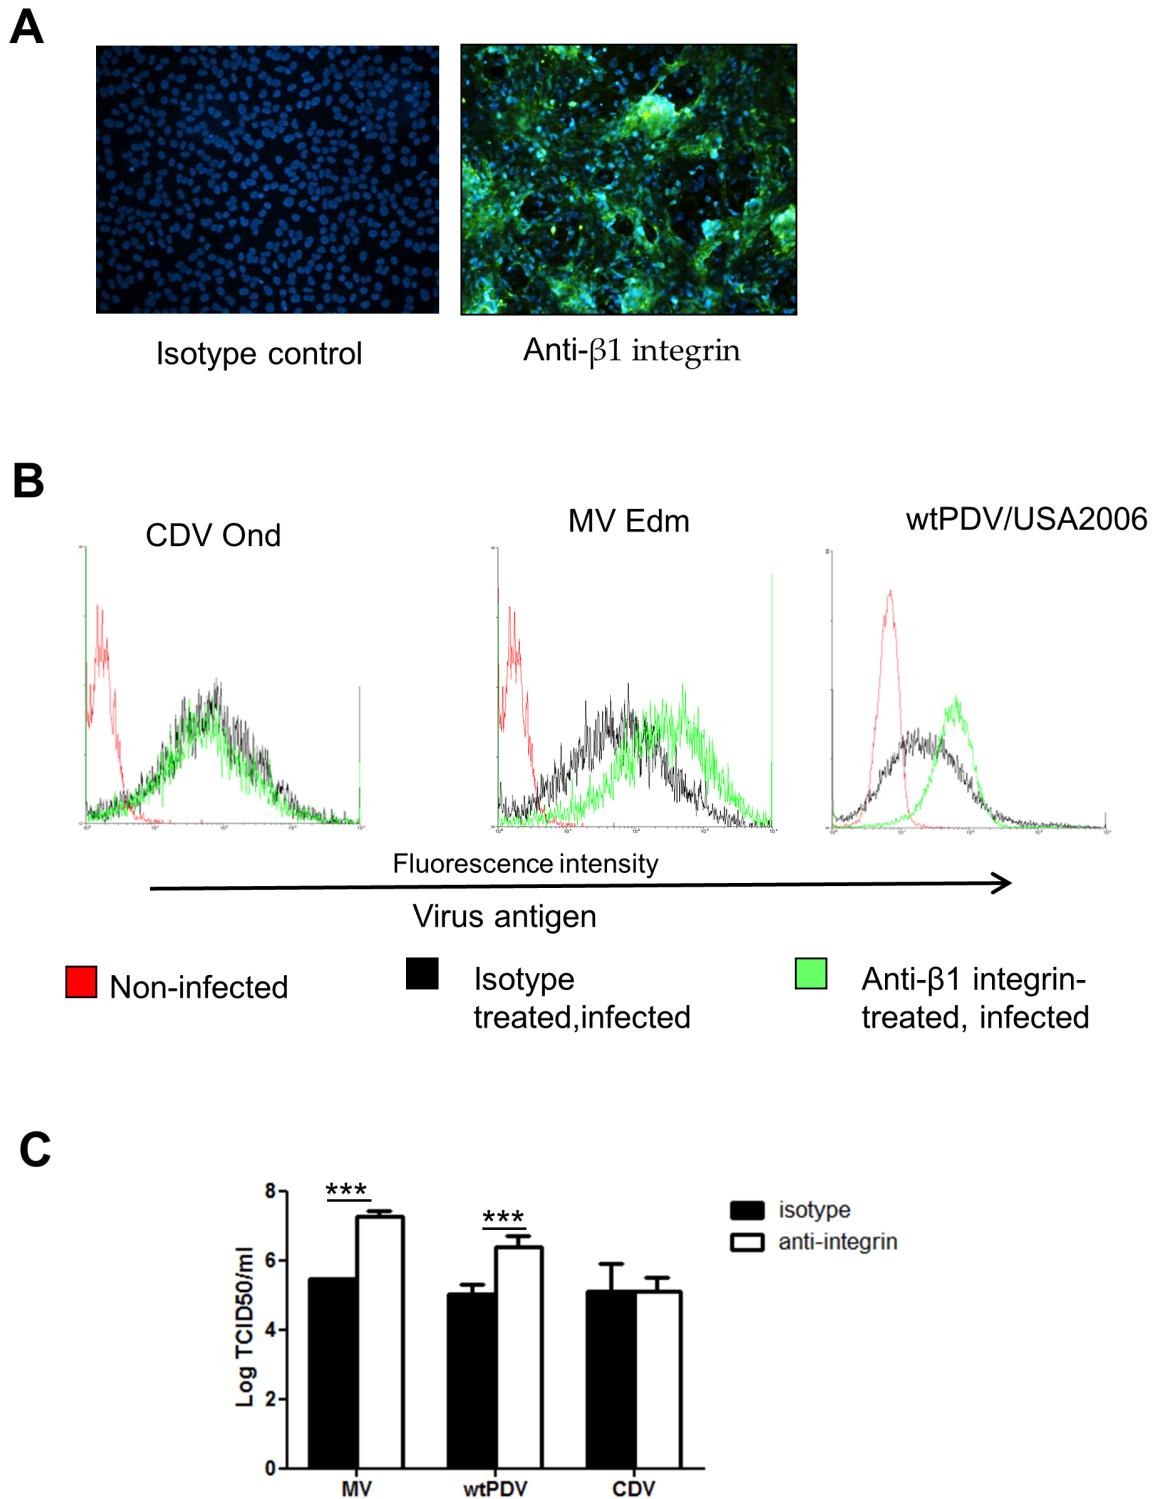 A
Isotype control
Anti-β1 integrin
B
CDV Ond
MV Edm
wtPDV/USA2006
Fluorescence intensity
Virus antigen
Non-infected
Isotype
treated,infected
Anti-β1 integrin-
treated, infected
C
***
***
8
6
4
2
0
Log TCID50/ml
MV
wtPDV
CDV
isotype
anti-integrin